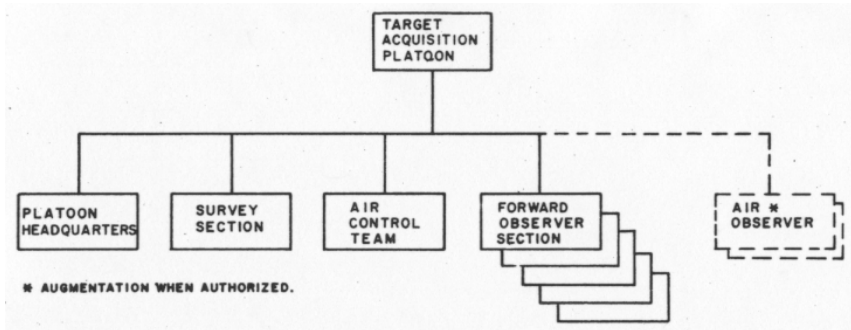 TARGET
ACQUISITION
PLATOON
PLATOON
HEADQUARTERS
SURVEY
SECTION
AIR
CONTROL
TEAM
FORWARD
OBSERVER
SECTION
AIR *
OBSERVER
* AUGMENTATION WHEN AUTHORIZED.